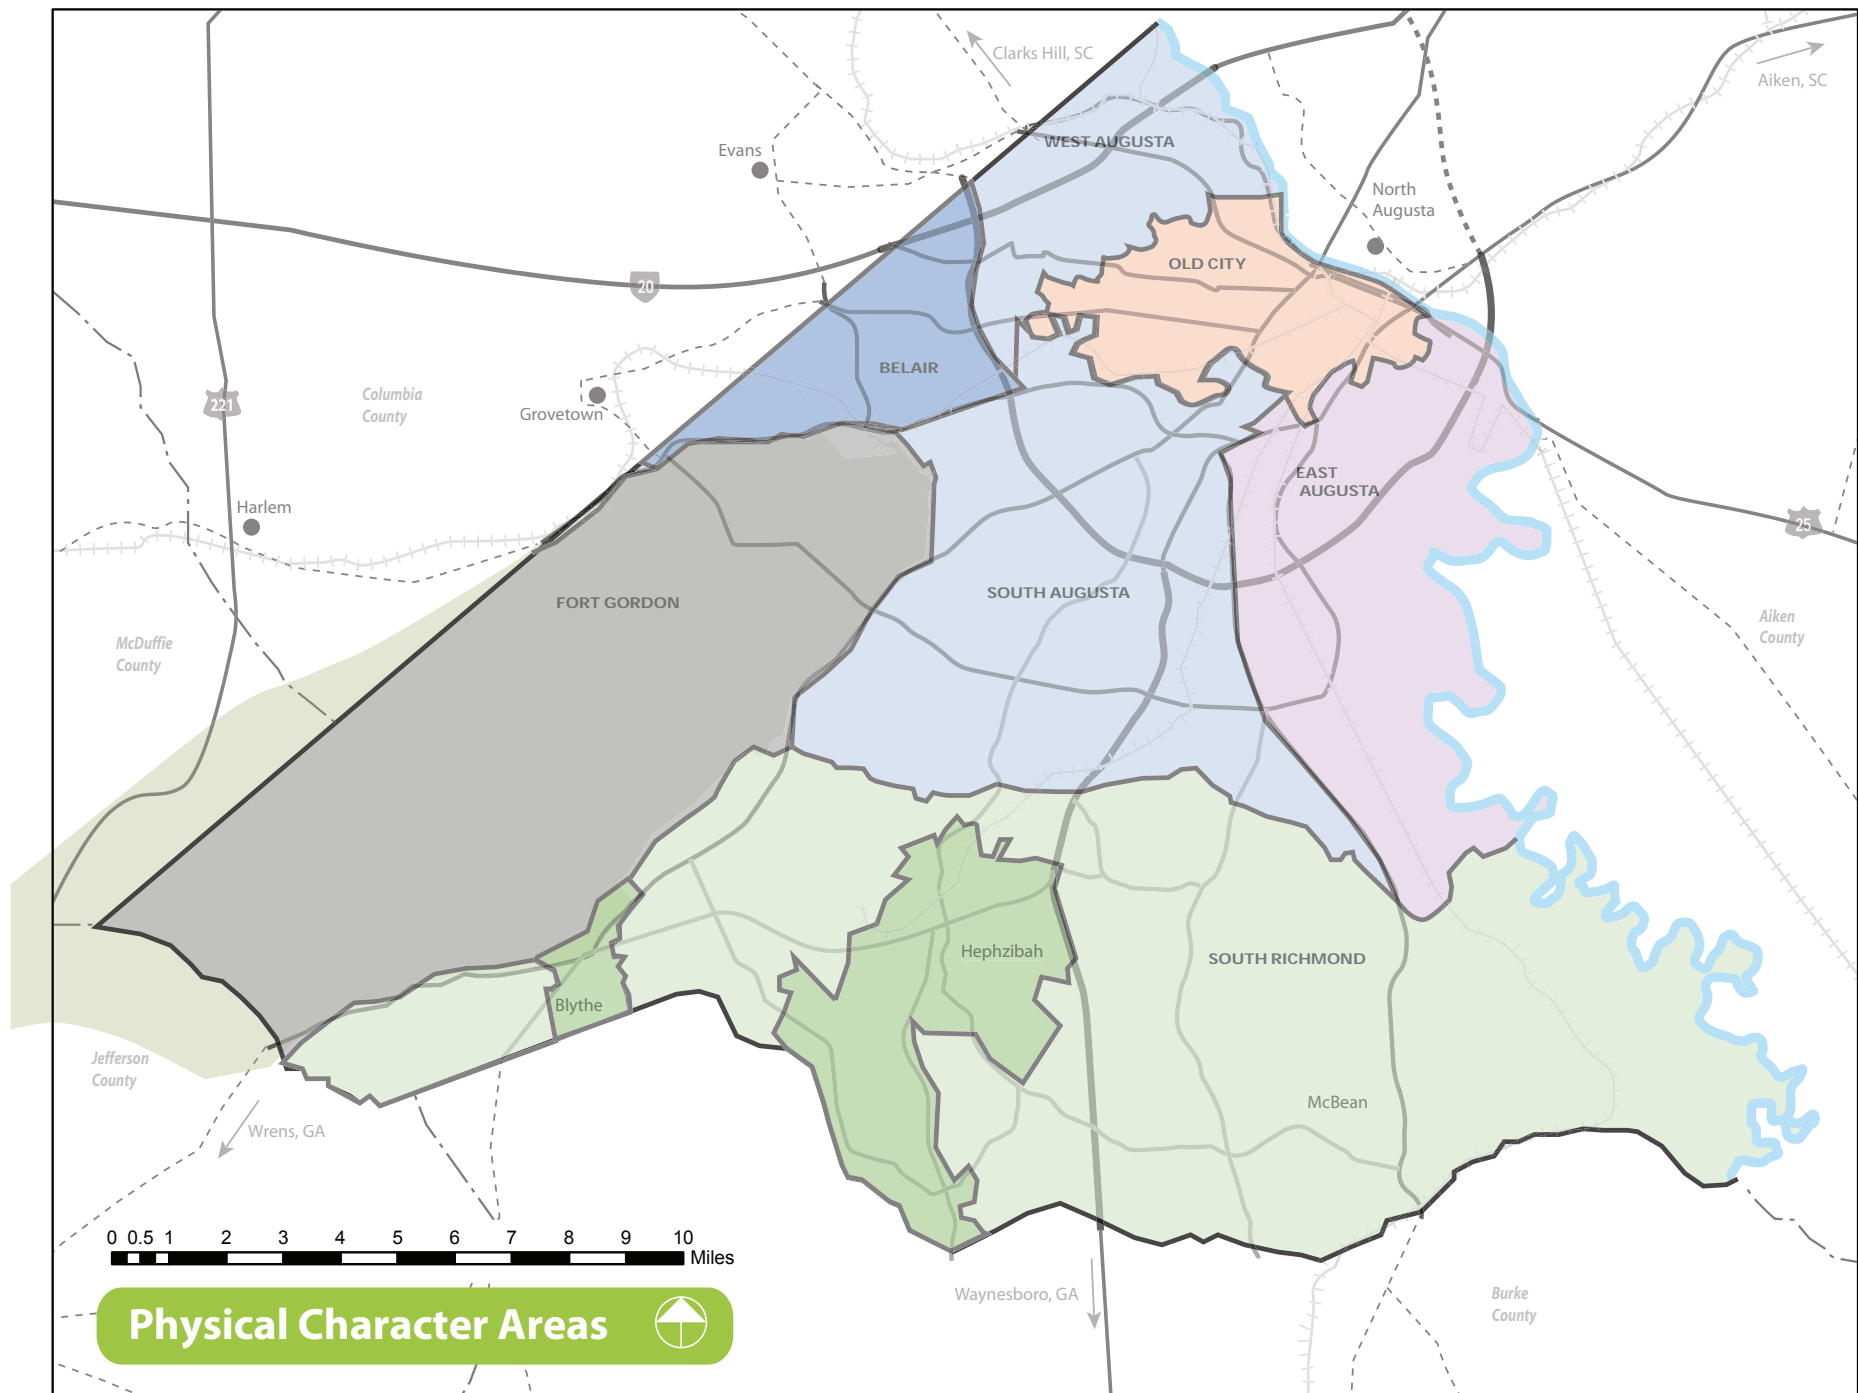 Clarks Hill, SC
Aiken, SC
WEST AUGUSTA
Evans
North
Augusta
OLD CITY
20
BELAIR
Columbia
County
221
Grovetown
EAST
AUGUSTA
Harlem
25
SOUTH AUGUSTA
FORT GORDON
McDuffie
County
Aiken
County
Hephzibah
SOUTH RICHMOND
Blythe
Jefferson
County
McBean
Wrens, GA
0 0.5 1 2 3 4 5 6 7 8 9 10
Miles
Waynesboro, GA
Burke
County
Physical Character Areas